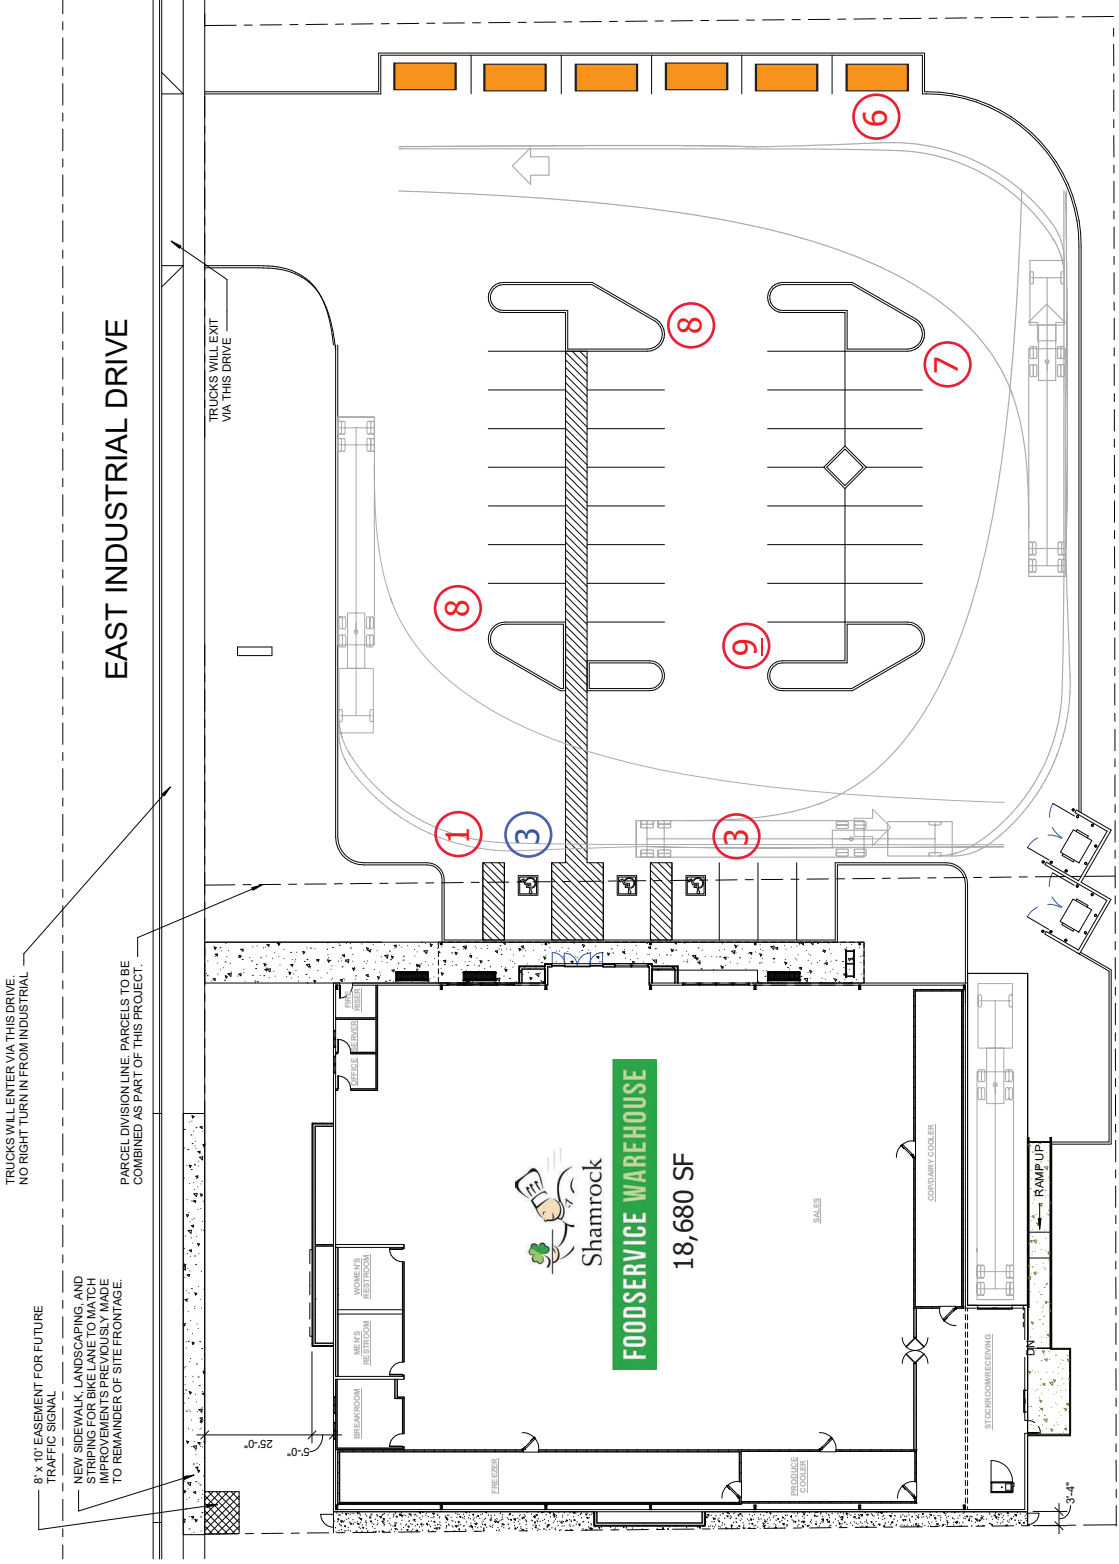 TRUCKS WILL ENTER VIA THIS DRIVE.
NO RIGHT TURN IN FROM INDUSTRIAL
8' x 10' EASEMENT FOR FUTURE
TRAFFIC SIGNAL
NEW SIDEWALK, LANDSCAPING, AND
STRIPING FOR BIKE LANE TO MATCH
IMPROVEMENTS PREVIOUSLY MADE
TO REMAINDER OF SITE FRONTAGE.
PARCEL DIVISION LINE. PARCELS TO BE
COMBINED AS PART OF THIS PROJECT.
EAST INDUSTRIAL DRIVE
TRUCKS WILL EXIT
VIA THIS DRIVE
25'-0"
5'-0"
BREAKROOM
MEN'S
RESTROOM
WOMEN'S
RESTROOM
OFFICE
SERVER
FIRE
RISER
1
3
8
8
6
FREEZER
Shamrock
FOODSERVICE WAREHOUSE
18,680 SF
3
9
7
PRODUCE
COOLER
SALES
COP/DAIRY COOLER
STOCKROOM/RECEIVING
DN
RAMP UP
3'-4"